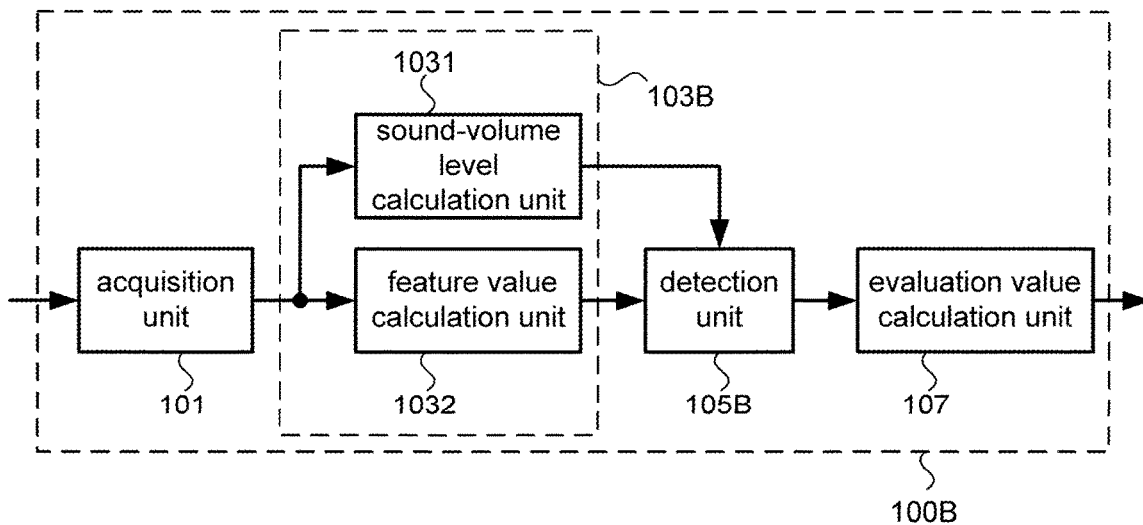 1031
103B
sound-volume
level
calculation unit
acquisition
unit
feature value
calculation unit
detection
unit
evaluation value
calculation unit
101
1032
105B
107
100B